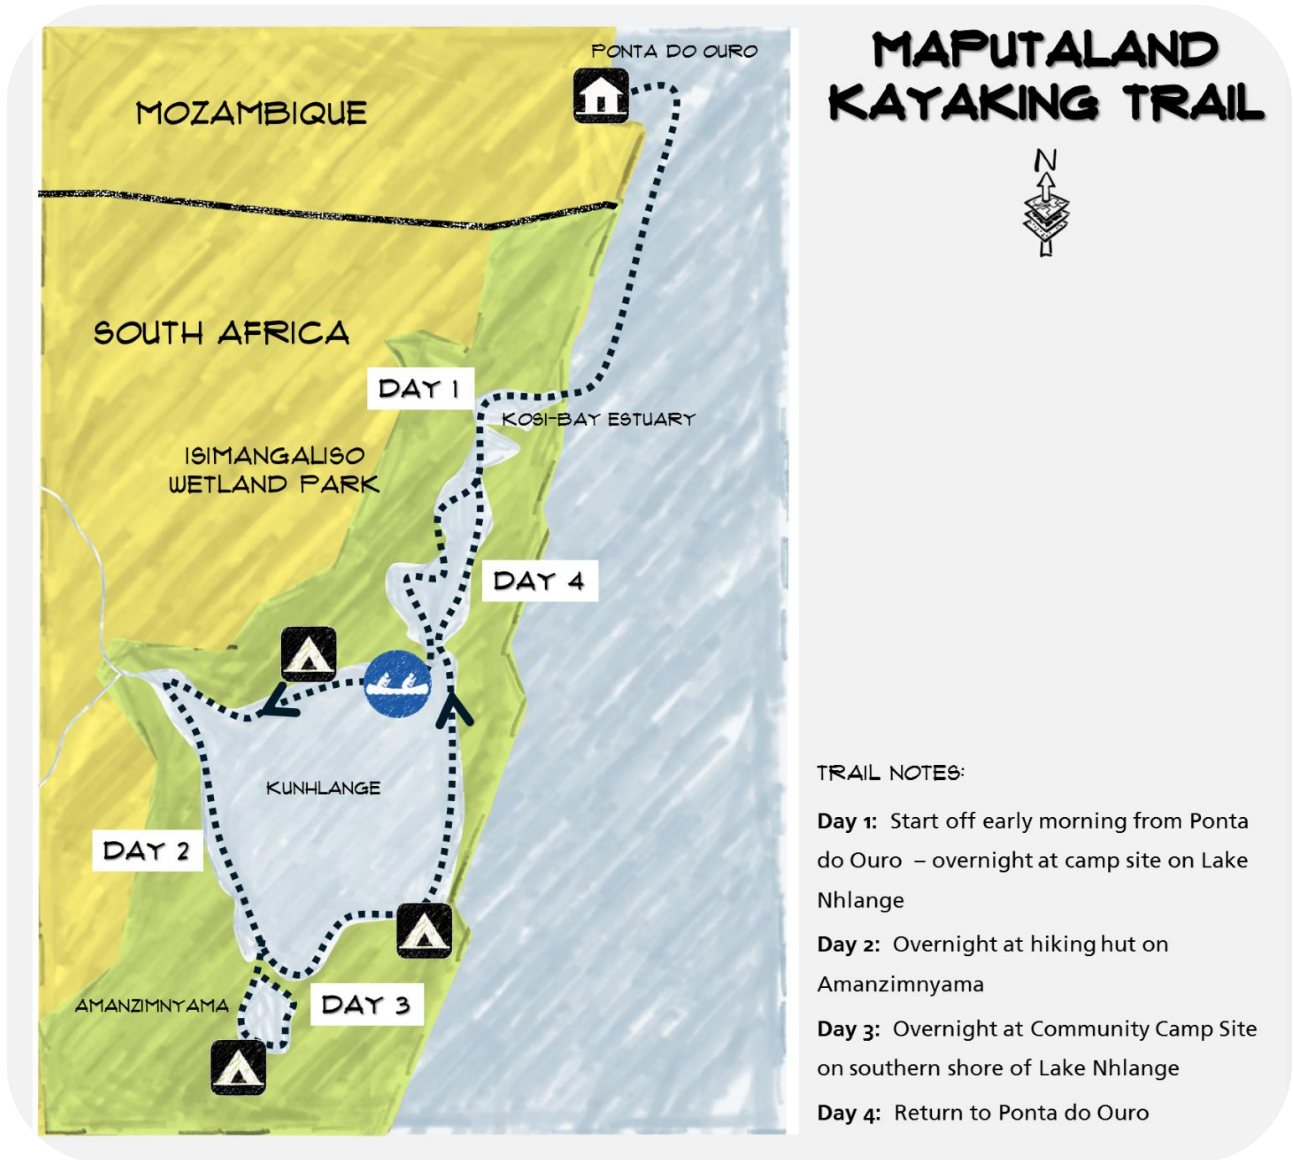 MAPUTALAND
KAYAKING TRAIL
N
PONTA DO OURO
MOZAMBIQUE
SOUTH AFRICA
DAY 1
KOSI-BAY ESTUARY
ISIMANGALISO
WETLAND PARK
DAY 4
KUNHLANGE
DAY 2
AMANZIMNYAMA
DAY 3
TRAIL NOTES:
Day 1: Start off early morning from Ponta
do Ouro – overnight at camp site on Lake
Nhlange
Day 2: Overnight at hiking hut on
Amanzimnyama
Day 3: Overnight at Community Camp Site
on southern shore of Lake Nhlange
Day 4: Return to Ponta do Ouro